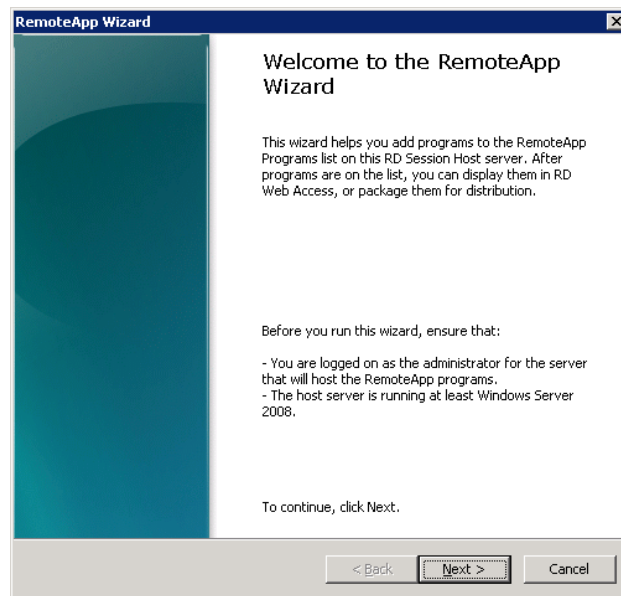 RemoteApp Wizard
Welcome to the RemoteApp
Wizard
This wizard helps you add programs to the RemoteApp
Programs list on this RD Session Host server. After
programs are on the list, you can display them in RD
Web Access, or package them for distribution.
Before you run this wizard, ensure that:
- You are logged on as the administrator for the server
that will host the RemoteApp programs.
- The host server is running at least Windows Server
2008.
To continue, click Next.
< Back Next > Cancel